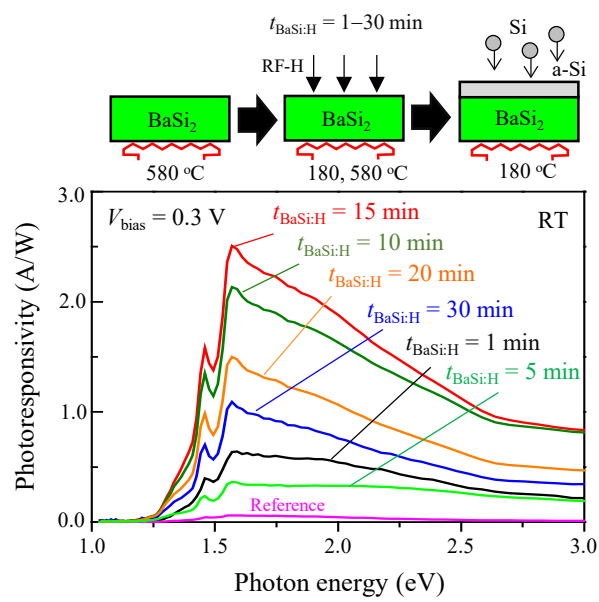 t_BaSi:H = 1–30 min
Si
RF-H
a-Si
BaSi₂
BaSi₂
BaSi₂
580 °C
180, 580 °C
180 °C
3.0
2.0
1.0
0.0
Photoresponsivity (A/W)
V_bias = 0.3 V
RT
t_BaSi:H = 15 min
t_BaSi:H = 10 min
t_BaSi:H = 20 min
t_BaSi:H = 30 min
t_BaSi:H = 1 min
t_BaSi:H = 5 min
Reference
1.0 1.5 2.0 2.5 3.0
Photon energy (eV)